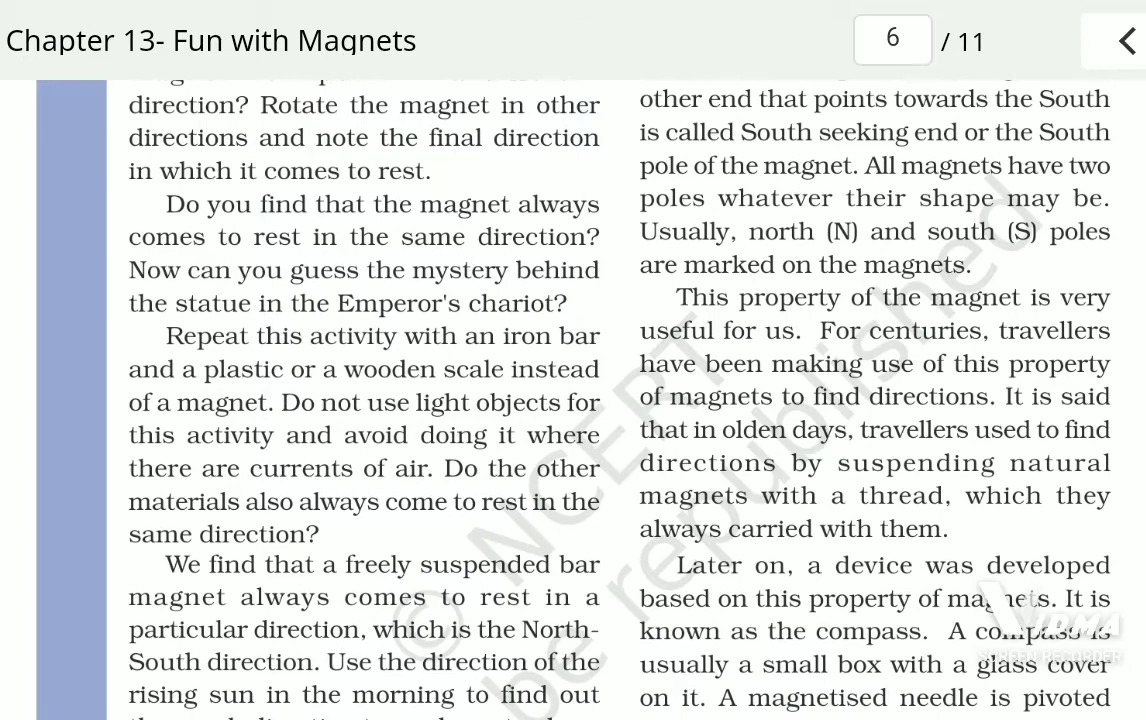 Chapter 13- Fun with Magnets
6 / 11
direction? Rotate the magnet in other
directions and note the final direction
in which it comes to rest.
Do you find that the magnet always
comes to rest in the same direction?
Now can you guess the mystery behind
the statue in the Emperor's chariot?
Repeat this activity with an iron bar
and a plastic or a wooden scale instead
of a magnet. Do not use light objects for
this activity and avoid doing it where
there are currents of air. Do the other
materials also always come to rest in the
same direction?
We find that a freely suspended bar
magnet always comes to rest in a
particular direction, which is the North-
South direction. Use the direction of the
rising sun in the morning to find out
other end that points towards the South
is called South seeking end or the South
pole of the magnet. All magnets have two
poles whatever their shape may be.
Usually, north (N) and south (S) poles
are marked on the magnets.
This property of the magnet is very
useful for us. For centuries, travellers
have been making use of this property
of magnets to find directions. It is said
that in olden days, travellers used to find
directions by suspending natural
magnets with a thread, which they
always carried with them.
Later on, a device was developed
based on this property of magnets. It is
known as the compass. A compass is
usually a small box with a glass cover
on it. A magnetised needle is pivoted
© NCERT
be republished
VIDMA
SCREEN RECORDER